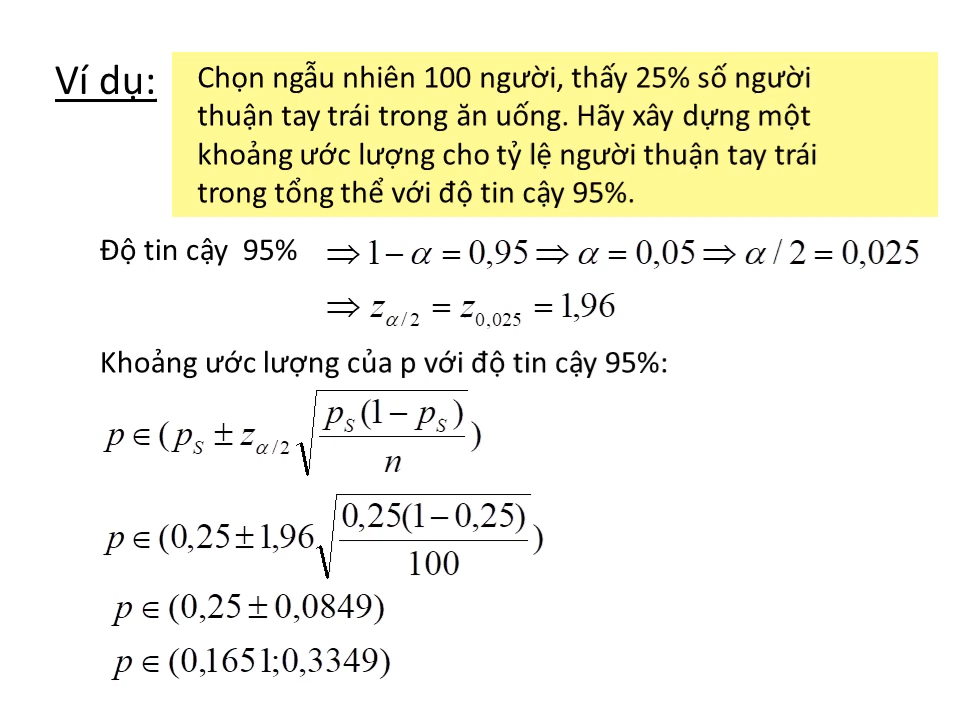 Ví dụ:
Chọn ngẫu nhiên 100 người, thấy 25% số người
thuận tay trái trong ăn uống. Hãy xây dựng một
khoảng ước lượng cho tỷ lệ người thuận tay trái
trong tổng thể với độ tin cậy 95%.
Độ tin cậy 95% ⇒ 1 − α = 0,95 ⇒ α = 0,05 ⇒ α / 2 = 0,025
⇒ z_{α/2} = z_{0,025} = 1,96
Khoảng ước lượng của p với độ tin cậy 95%:
p ∈ (p_S ± z_{α/2} √(p_S(1 − p_S) / n))
p ∈ (0,25 ± 1,96 √(0,25(1 − 0,25) / 100))
p ∈ (0,25 ± 0,0849)
p ∈ (0,1651;0,3349)